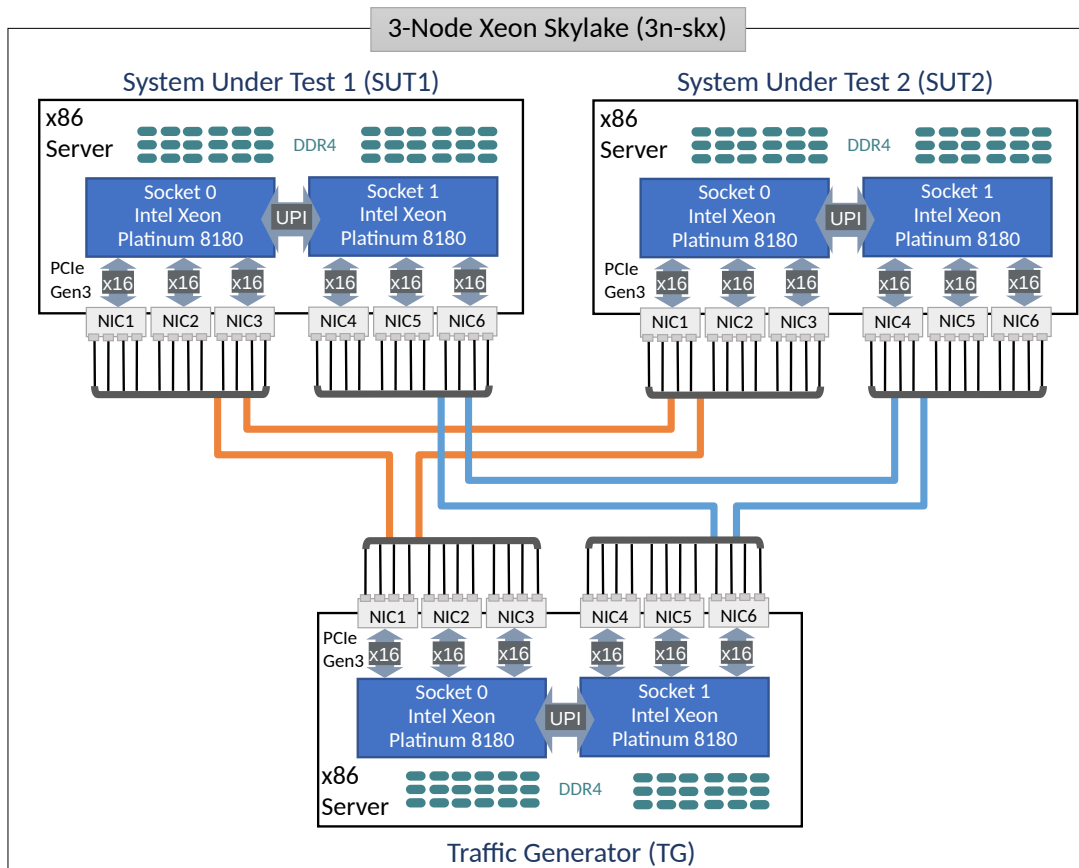 3-Node Xeon Skylake (3n-skx)
System Under Test 1 (SUT1)
x86
Server
DDR4
Socket 0
Intel Xeon
Platinum 8180
UPI
Socket 1
Intel Xeon
Platinum 8180
PCIe
Gen3
x16
x16
x16
x16
x16
x16
NIC1
NIC2
NIC3
NIC4
NIC5
NIC6
System Under Test 2 (SUT2)
x86
Server
DDR4
Socket 0
Intel Xeon
Platinum 8180
UPI
Socket 1
Intel Xeon
Platinum 8180
PCIe
Gen3
x16
x16
x16
x16
x16
x16
NIC1
NIC2
NIC3
NIC4
NIC5
NIC6
NIC1
NIC2
NIC3
NIC4
NIC5
NIC6
PCIe
Gen3
x16
x16
x16
x16
x16
x16
Socket 0
Intel Xeon
Platinum 8180
UPI
Socket 1
Intel Xeon
Platinum 8180
x86
Server
DDR4
Traffic Generator (TG)